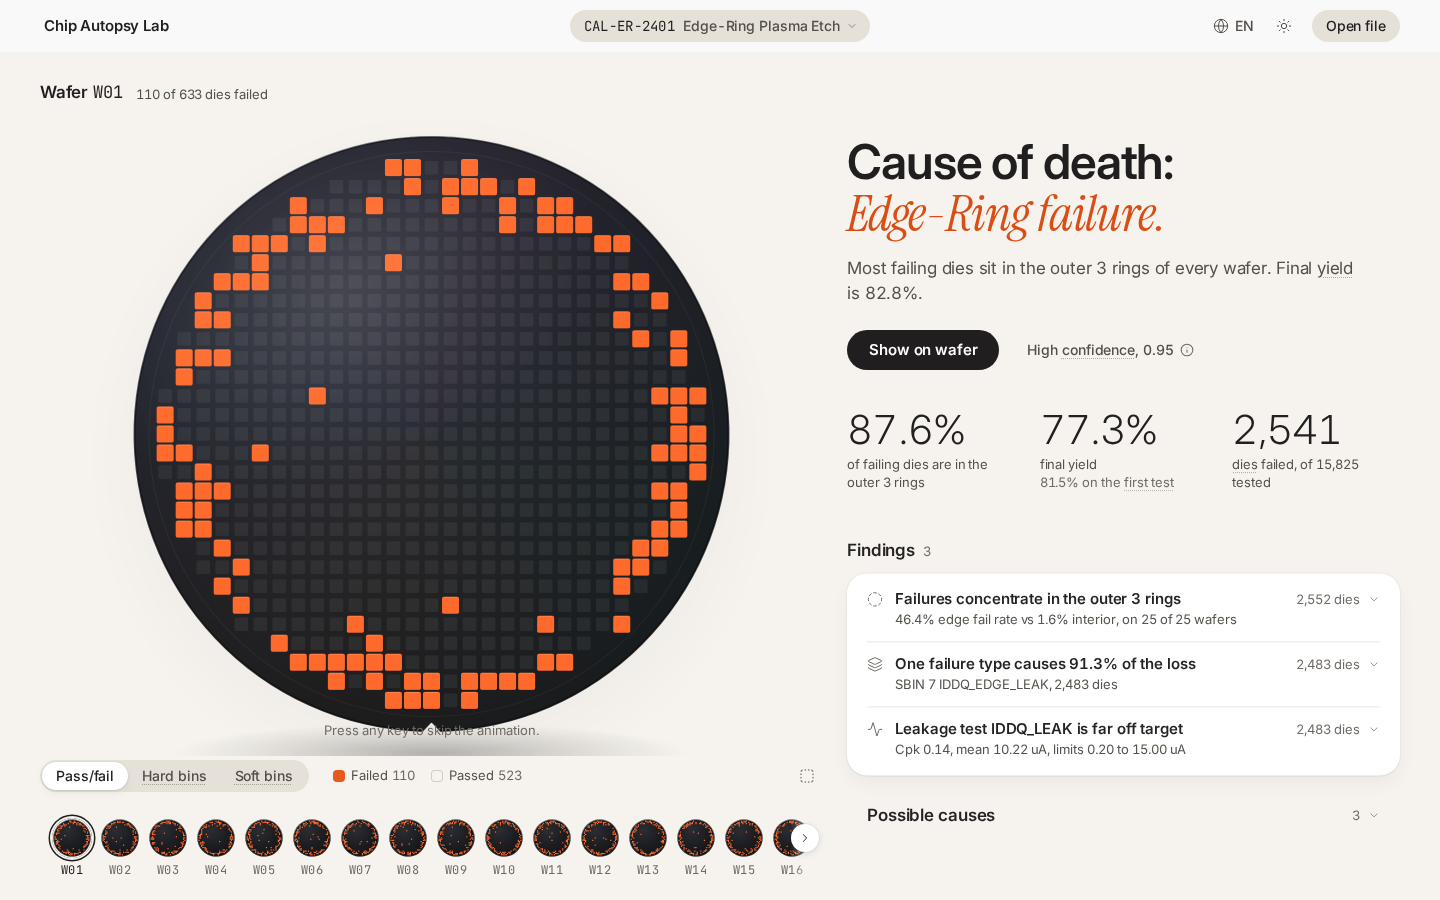 Chip Autopsy Lab
CAL-ER-2401 Edge-Ring Plasma Etch
EN
Open file
Wafer W01 110 of 633 dies failed
Press any key to skip the animation.
Pass/fail Hard bins Soft bins Failed 110 Passed 523
W01 W02 W03 W04 W05 W06 W07 W08 W09 W10 W11 W12 W13 W14 W15 W16
Cause of death:
Edge-Ring failure.
Most failing dies sit in the outer 3 rings of every wafer. Final yield
is 82.8%.
Show on wafer
High confidence, 0.95
87.6%
of failing dies are in the
outer 3 rings
77.3%
final yield
81.5% on the first test
2,541
dies failed, of 15,825
tested
Findings 3
Failures concentrate in the outer 3 rings 2,552 dies
46.4% edge fail rate vs 1.6% interior, on 25 of 25 wafers
One failure type causes 91.3% of the loss 2,483 dies
SBIN 7 IDDQ_EDGE_LEAK, 2,483 dies
Leakage test IDDQ_LEAK is far off target 2,483 dies
Cpk 0.14, mean 10.22 uA, limits 0.20 to 15.00 uA
Possible causes 3